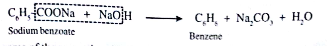 C₆H₅COONa + NaOH ⟶ C₆H₆ + Na₂CO₃ + H₂O
Sodium benzoate Benzene